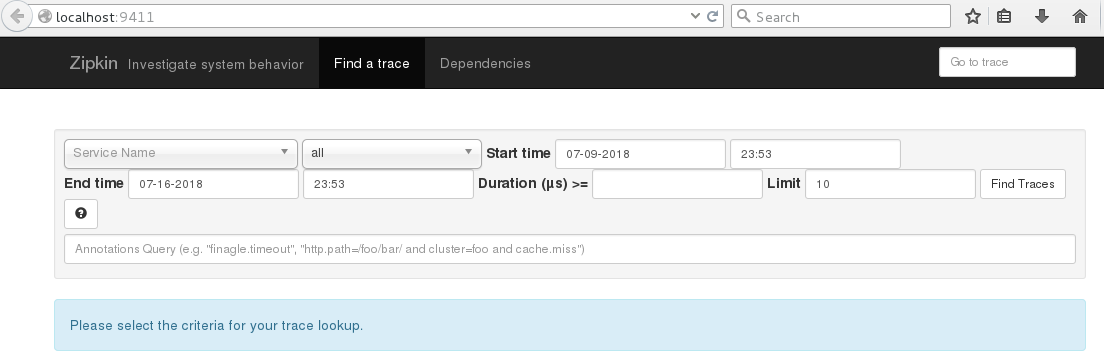 localhost:9411
Search
Zipkin Investigate system behavior Find a trace Dependencies Go to trace
Service Name all Start time 07-09-2018 23:53
End time 07-16-2018 23:53 Duration (µs) >= Limit 10 Find Traces
?
Annotations Query (e.g. "finagle.timeout", "http.path=/foo/bar/ and cluster=foo and cache.miss")
Please select the criteria for your trace lookup.